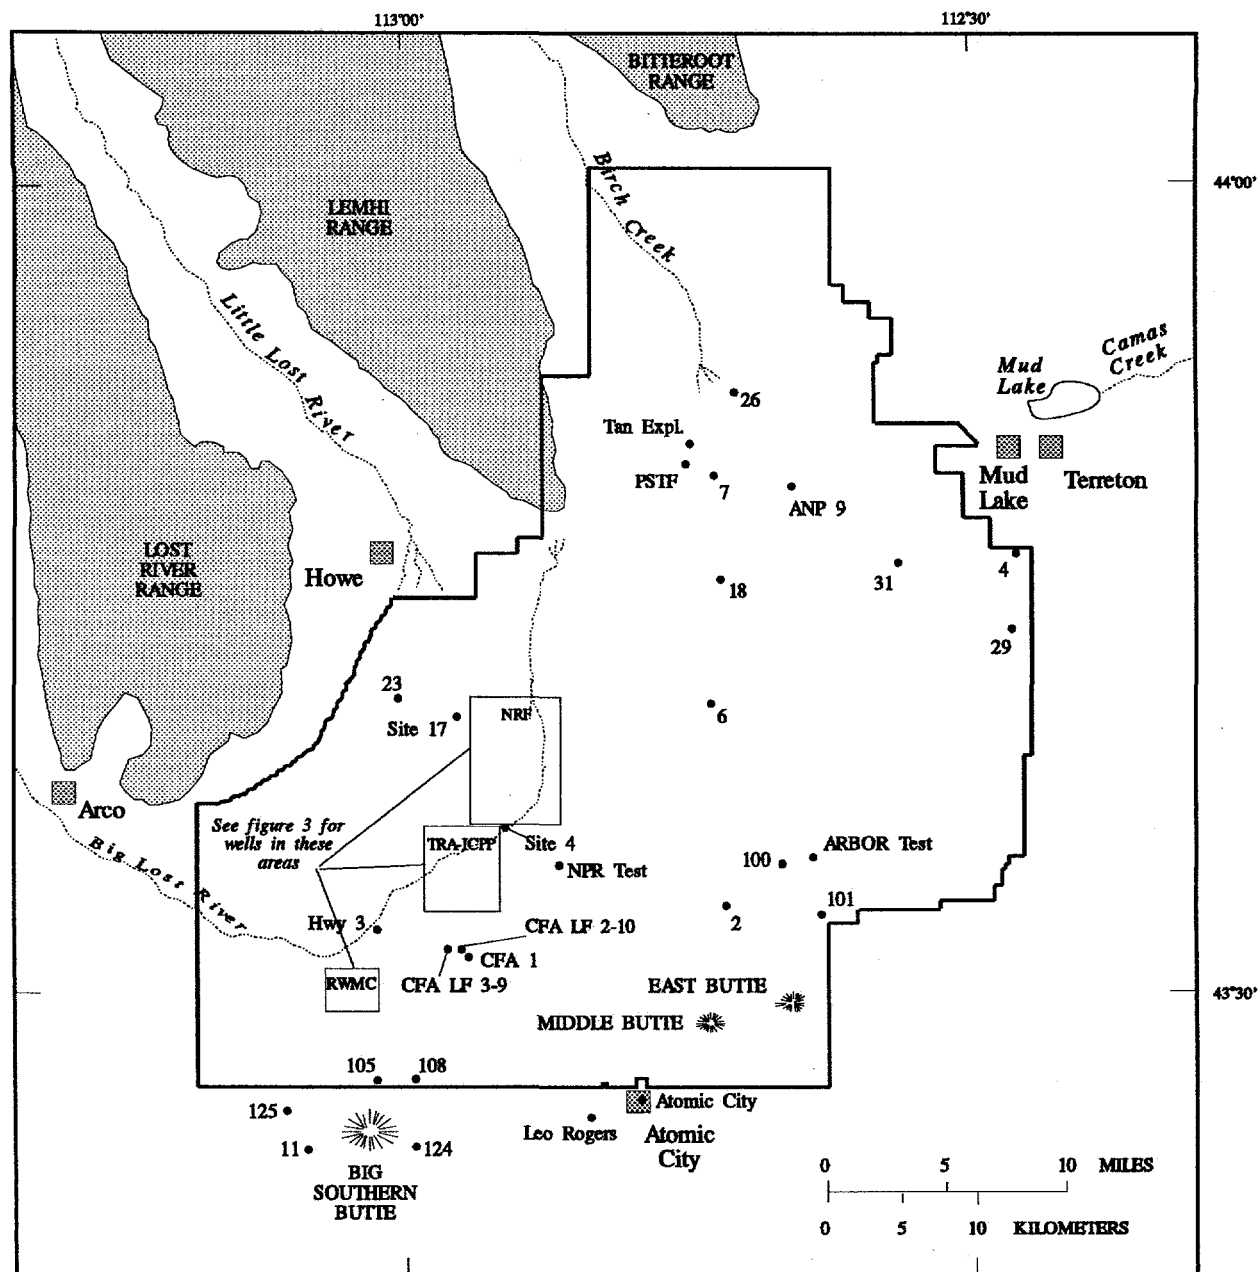 113°00'
112°30'
BITTEROOT
RANGE
Birch Creek
44°00'
LEMHI
RANGE
Little Lost River
Camas
Creek
Mud
Lake
26
Tan Expl.
PSTF
7
ANP 9
Mud
Lake
Terreton
LOST
RIVER
RANGE
Howe
18
31
4
29
23
Site 17
NRF
6
Arco
See figure 3 for
wells in these
areas
TRA-ICPP
Site 4
NPR Test
100
ARBOR Test
Big Lost River
Hwy 3
2
101
CFA LF 2-10
CFA 1
RWMC
CFA LF 3-9
EAST BUTTE
43°30'
MIDDLE BUTTE
105
108
125
Atomic City
Leo Rogers
Atomic
City
11
124
BIG
SOUTHERN
BUTTE
0 5 10 MILES
0 5 10 KILOMETERS